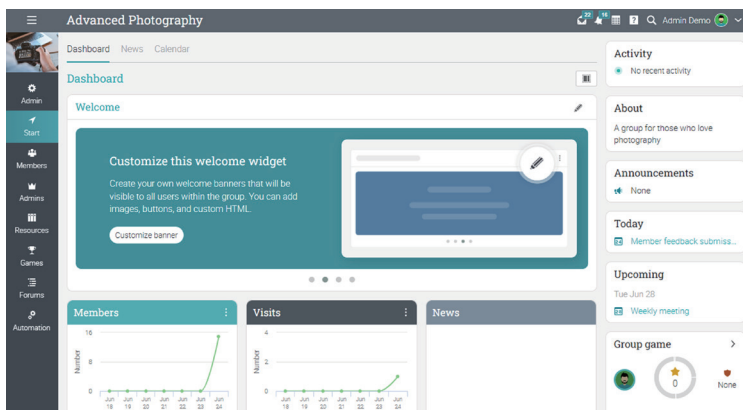 Advanced Photography
22
16
Admin Demo
Admin
Start
Members
Admins
Resources
Games
Forums
Automation
Dashboard News Calendar
Dashboard
Welcome
Customize this welcome widget
Create your own welcome banners that will be
visible to all users within the group. You can add
images, buttons, and custom HTML.
Customize banner
Members
Number
16
8
0
Jun Jun Jun Jun Jun Jun Jun
18 19 20 21 22 23 24
Visits
Number
4
2
0
Jun Jun Jun Jun Jun Jun Jun
18 19 20 21 22 23 24
News
Activity
No recent activity
About
A group for those who love
photography
Announcements
None
Today
Member feedback submiss...
Upcoming
Tue Jun 28
Weekly meeting
Group game
0
None